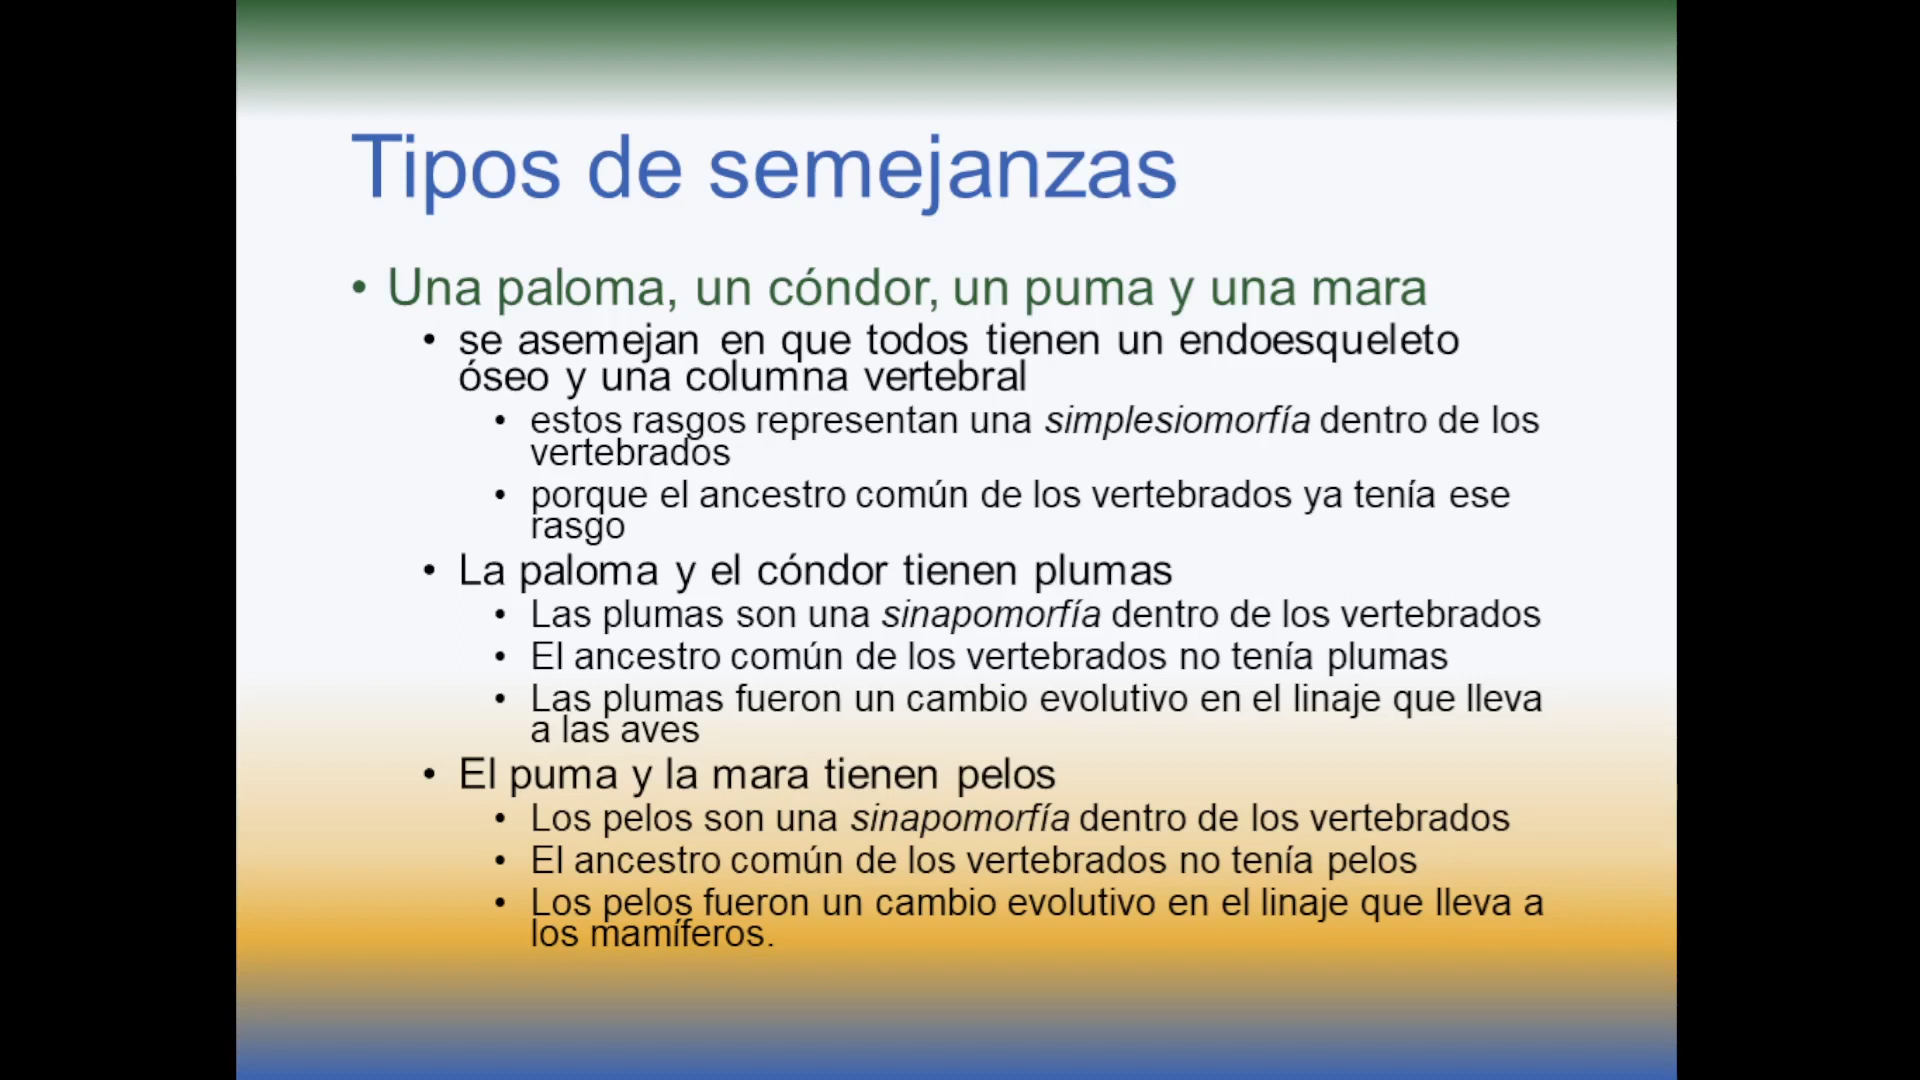 Tipos de semejanzas
• Una paloma, un cóndor, un puma y una mara
• se asemejan en que todos tienen un endoesqueleto
óseo y una columna vertebral
• estos rasgos representan una simplesiomorfía dentro de los
vertebrados
• porque el ancestro común de los vertebrados ya tenía ese
rasgo
• La paloma y el cóndor tienen plumas
• Las plumas son una sinapomorfía dentro de los vertebrados
• El ancestro común de los vertebrados no tenía plumas
• Las plumas fueron un cambio evolutivo en el linaje que lleva
a las aves
• El puma y la mara tienen pelos
• Los pelos son una sinapomorfía dentro de los vertebrados
• El ancestro común de los vertebrados no tenía pelos
• Los pelos fueron un cambio evolutivo en el linaje que lleva a
los mamíferos.